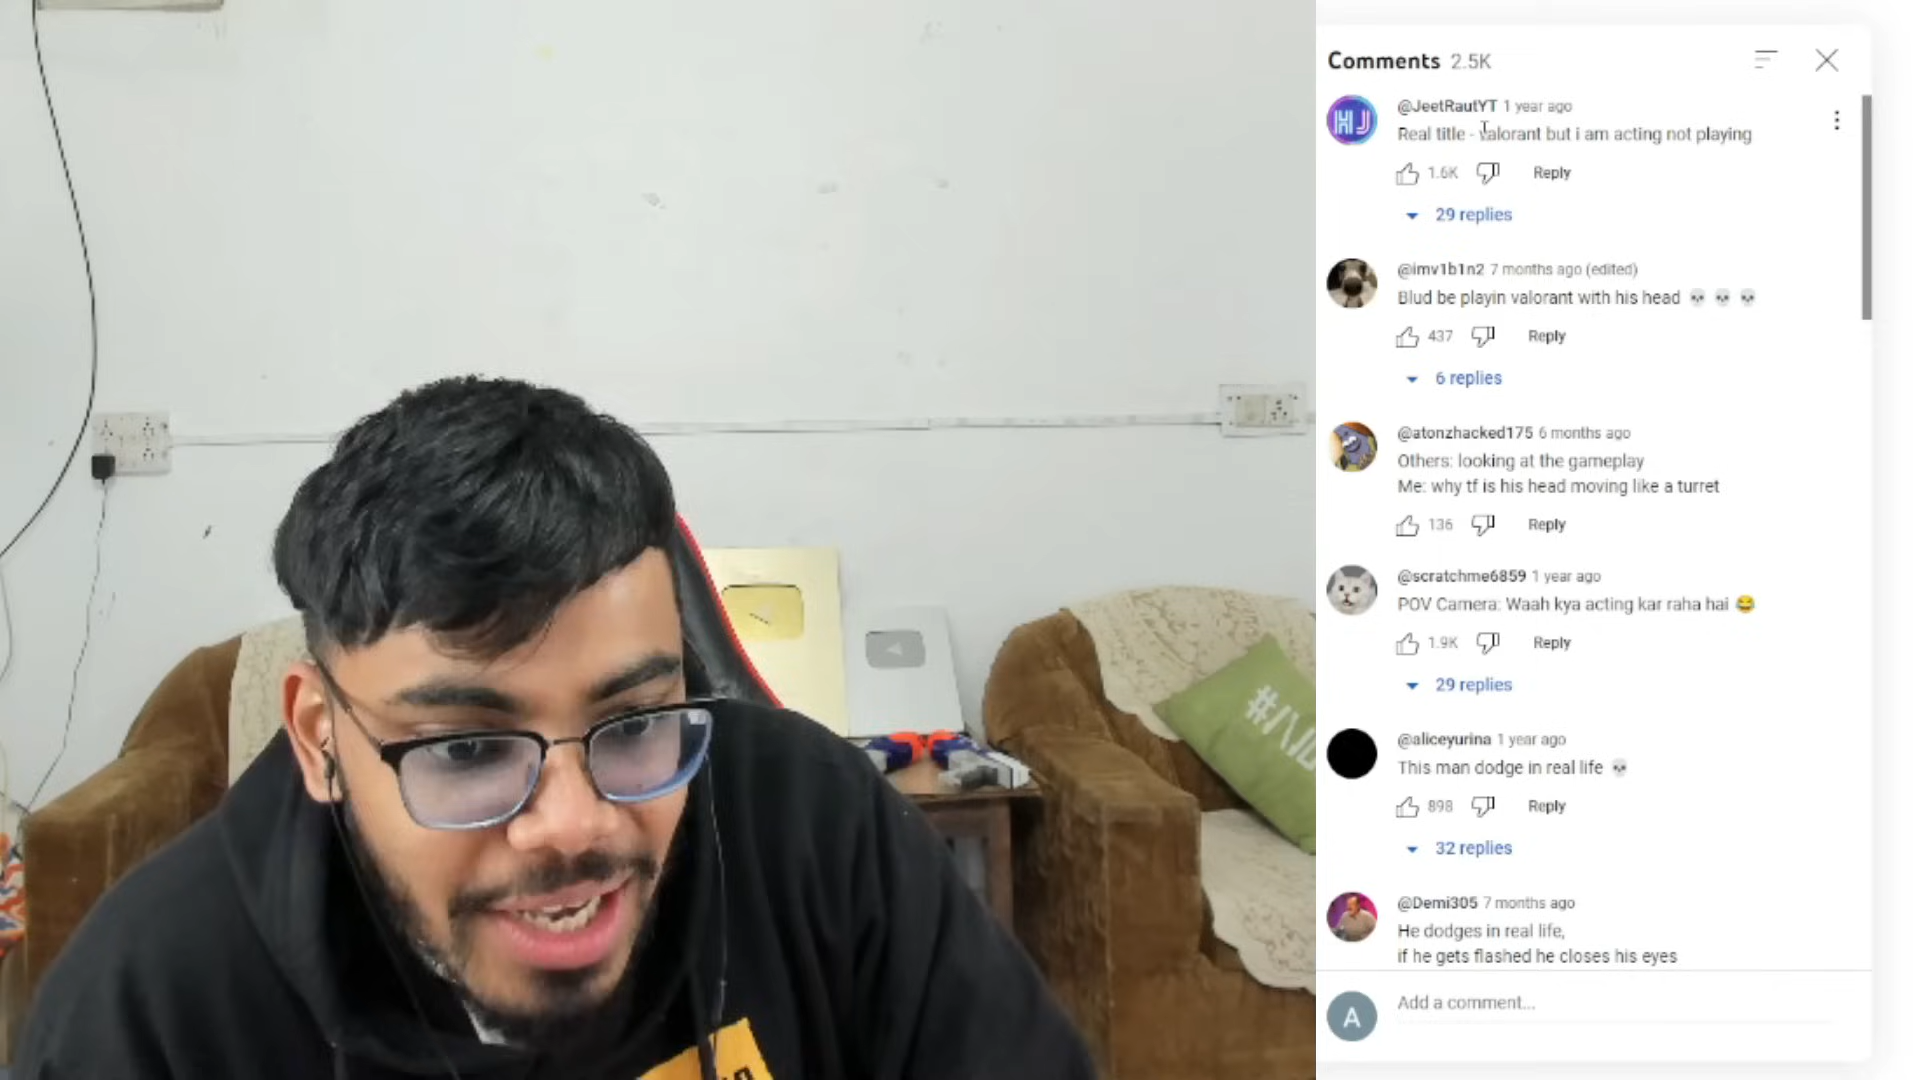 Comments 2.5K
@JeetRautYT 1 year ago
Real title - valorant but i am acting not playing
1.6K Reply
29 replies
@imv1b1n2 7 months ago (edited)
Blud be playin valorant with his head 💀 💀 💀
437 Reply
6 replies
@atonzhacked175 6 months ago
Others: looking at the gameplay
Me: why tf is his head moving like a turret
136 Reply
@scratchme6859 1 year ago
POV Camera: Waah kya acting kar raha hai 😂
1.9K Reply
29 replies
@aliceyurina 1 year ago
This man dodge in real life 💀
898 Reply
32 replies
@Demi305 7 months ago
He dodges in real life,
if he gets flashed he closes his eyes
A Add a comment...